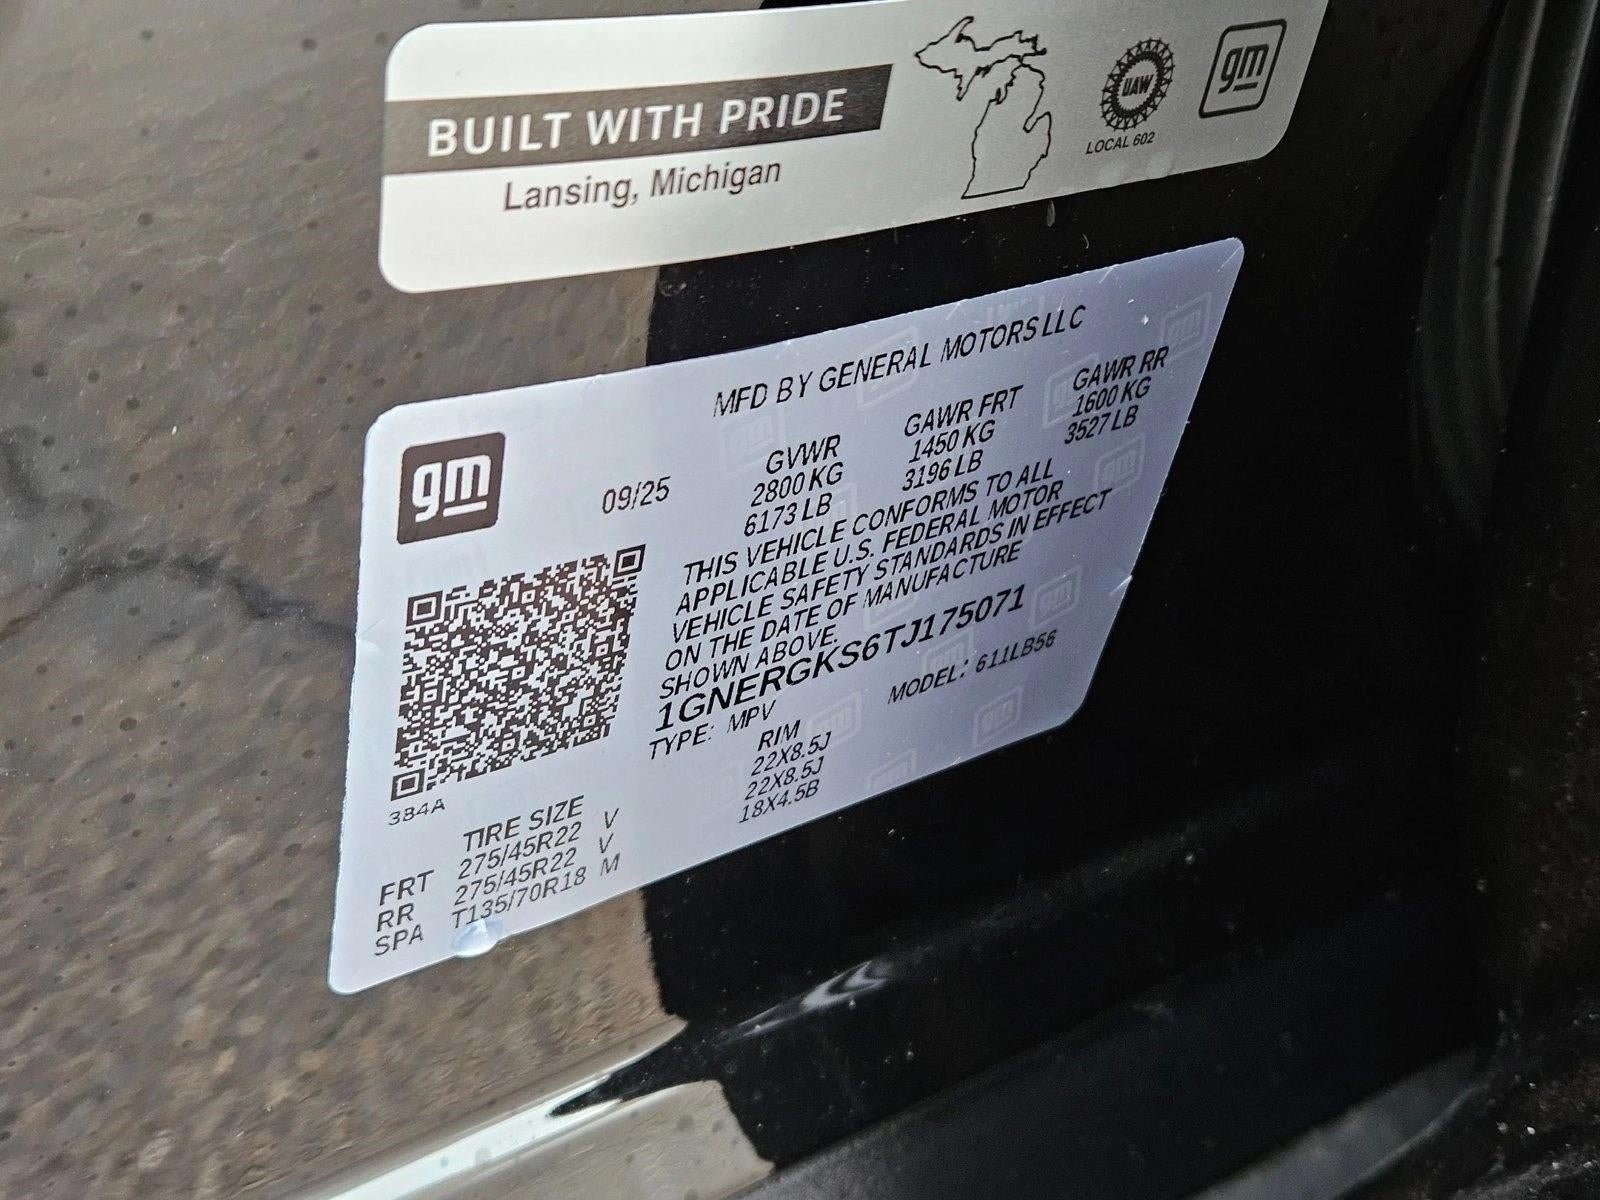 BUILT WITH PRIDE
Lansing, Michigan
UAW
LOCAL 602
gm
MFD BY GENERAL MOTORS LLC
gm
09/25
GVWR
2800 KG
6173 LB
GAWR FRT
1450 KG
3196 LB
GAWR RR
1600 KG
3527 LB
THIS VEHICLE CONFORMS TO ALL
APPLICABLE U.S. FEDERAL MOTOR
VEHICLE SAFETY STANDARDS IN EFFECT
ON THE DATE OF MANUFACTURE
SHOWN ABOVE.
1GNERGKS6TJ175071
TYPE: MPV
MODEL: 611LB56
3B4A
TIRE SIZE
RIM
FRT 275/45R22 V 22X8.5J
RR 275/45R22 V 22X8.5J
SPA T135/70R18 M 18X4.5B